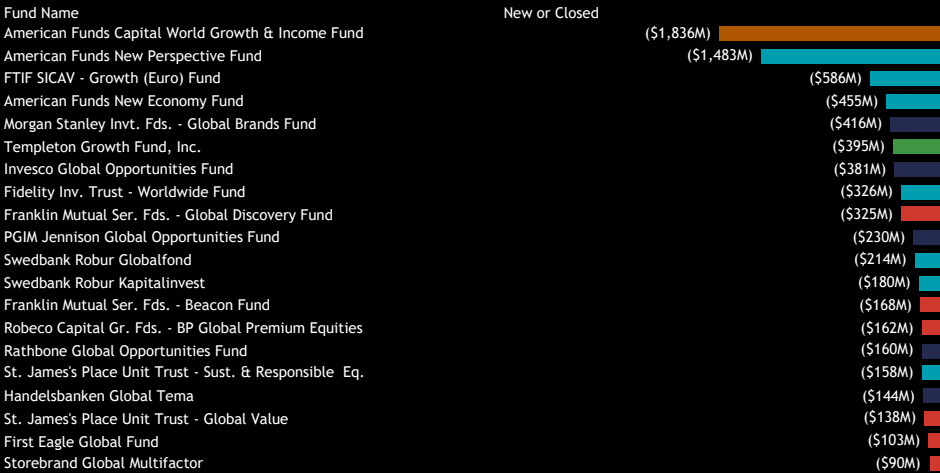 Fund Name New or Closed
American Funds Capital World Growth & Income Fund ($1,836M)
American Funds New Perspective Fund ($1,483M)
FTIF SICAV - Growth (Euro) Fund ($586M)
American Funds New Economy Fund ($455M)
Morgan Stanley Invt. Fds. - Global Brands Fund ($416M)
Templeton Growth Fund, Inc. ($395M)
Invesco Global Opportunities Fund ($381M)
Fidelity Inv. Trust - Worldwide Fund ($326M)
Franklin Mutual Ser. Fds. - Global Discovery Fund ($325M)
PGIM Jennison Global Opportunities Fund ($230M)
Swedbank Robur Globalfond ($214M)
Swedbank Robur Kapitalinvest ($180M)
Franklin Mutual Ser. Fds. - Beacon Fund ($168M)
Robeco Capital Gr. Fds. - BP Global Premium Equities ($162M)
Rathbone Global Opportunities Fund ($160M)
St. James's Place Unit Trust - Sust. & Responsible Eq. ($158M)
Handelsbanken Global Tema ($144M)
St. James's Place Unit Trust - Global Value ($138M)
First Eagle Global Fund ($103M)
Storebrand Global Multifactor ($90M)